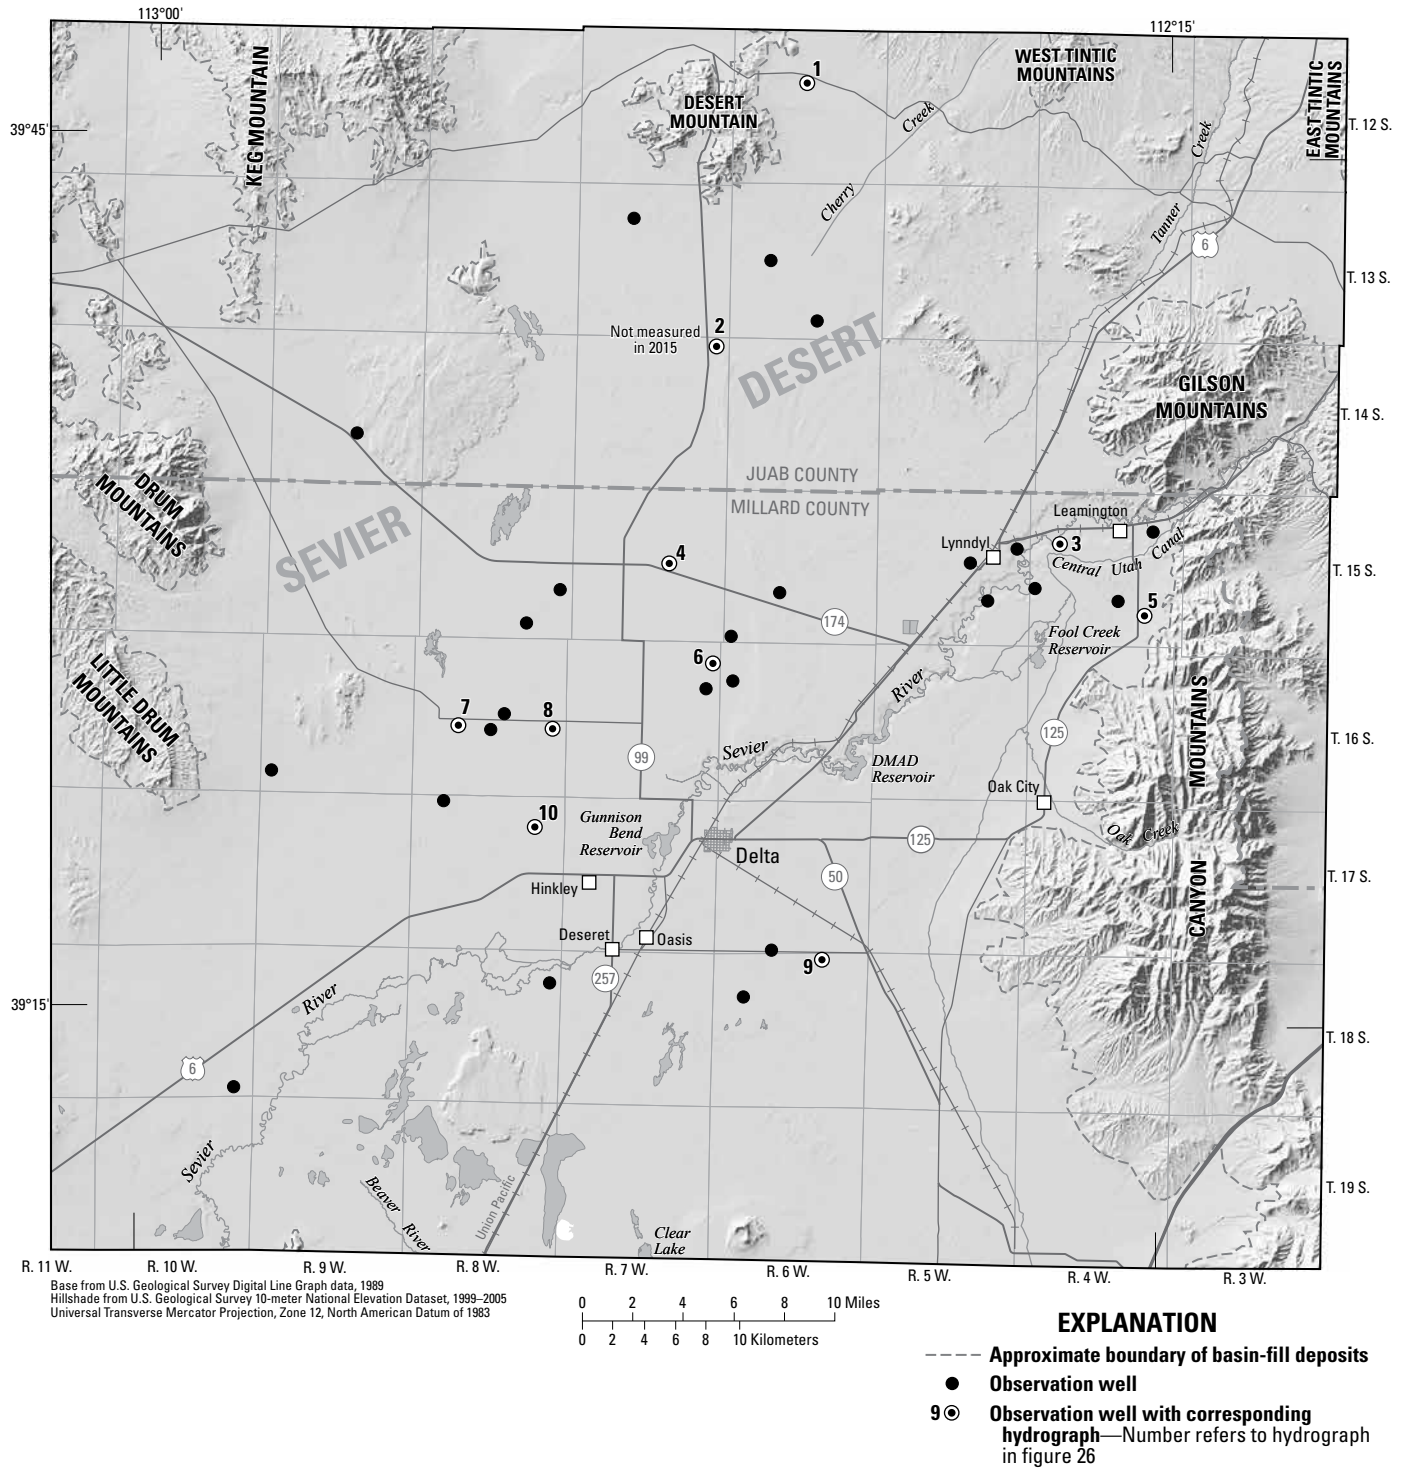 113°00'
112°15'
39°45'
39°15'
KEG MOUNTAIN
DESERT
MOUNTAIN
1
WEST TINTIC
MOUNTAINS
EAST TINTIC
MOUNTAINS
T. 12 S.
Cherry Creek
Tanner Creek
6
T. 13 S.
Not measured
in 2015
2
SEVIER DESERT
GILSON
MOUNTAINS
T. 14 S.
DRUM
MOUNTAINS
JUAB COUNTY
MILLARD COUNTY
Leamington
Lynndyl
3
Central Utah Canal
4
T. 15 S.
5
174
Fool Creek
Reservoir
6
LITTLE DRUM
MOUNTAINS
River
7
8
99
Sevier
DMAD
Reservoir
125
T. 16 S.
CANYON MOUNTAINS
Oak City
10
Gunnison
Bend
Reservoir
Delta
125
Oak Creek
50
T. 17 S.
Hinkley
Deseret
Oasis
9
257
River
T. 18 S.
6
Sevier
Beaver River
Union Pacific
Clear
Lake
T. 19 S.
R. 11 W.
R. 10 W.
R. 9 W.
R. 8 W.
R. 7 W.
R. 6 W.
R. 5 W.
R. 4 W.
R. 3 W.
Base from U.S. Geological Survey Digital Line Graph data, 1989
Hillshade from U.S. Geological Survey 10-meter National Elevation Dataset, 1999–2005
Universal Transverse Mercator Projection, Zone 12, North American Datum of 1983
0 2 4 6 8 10 Miles
0 2 4 6 8 10 Kilometers
EXPLANATION
Approximate boundary of basin-fill deposits
Observation well
9 Observation well with corresponding
hydrograph—Number refers to hydrograph
in figure 26